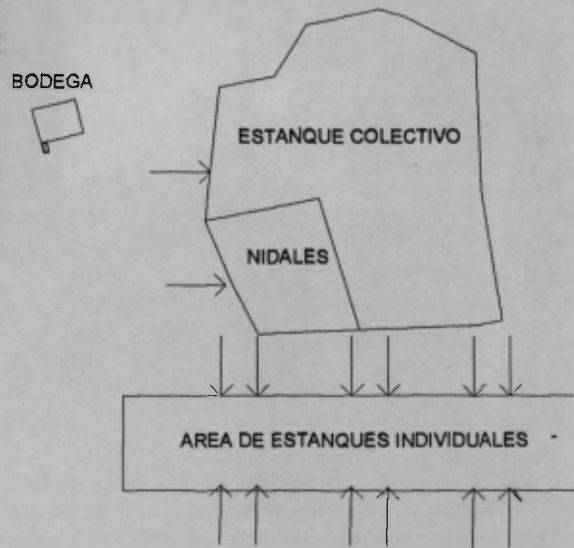 BODEGA
ESTANQUE COLECTIVO
NIDALES
AREA DE ESTANQUES INDIVIDUALES